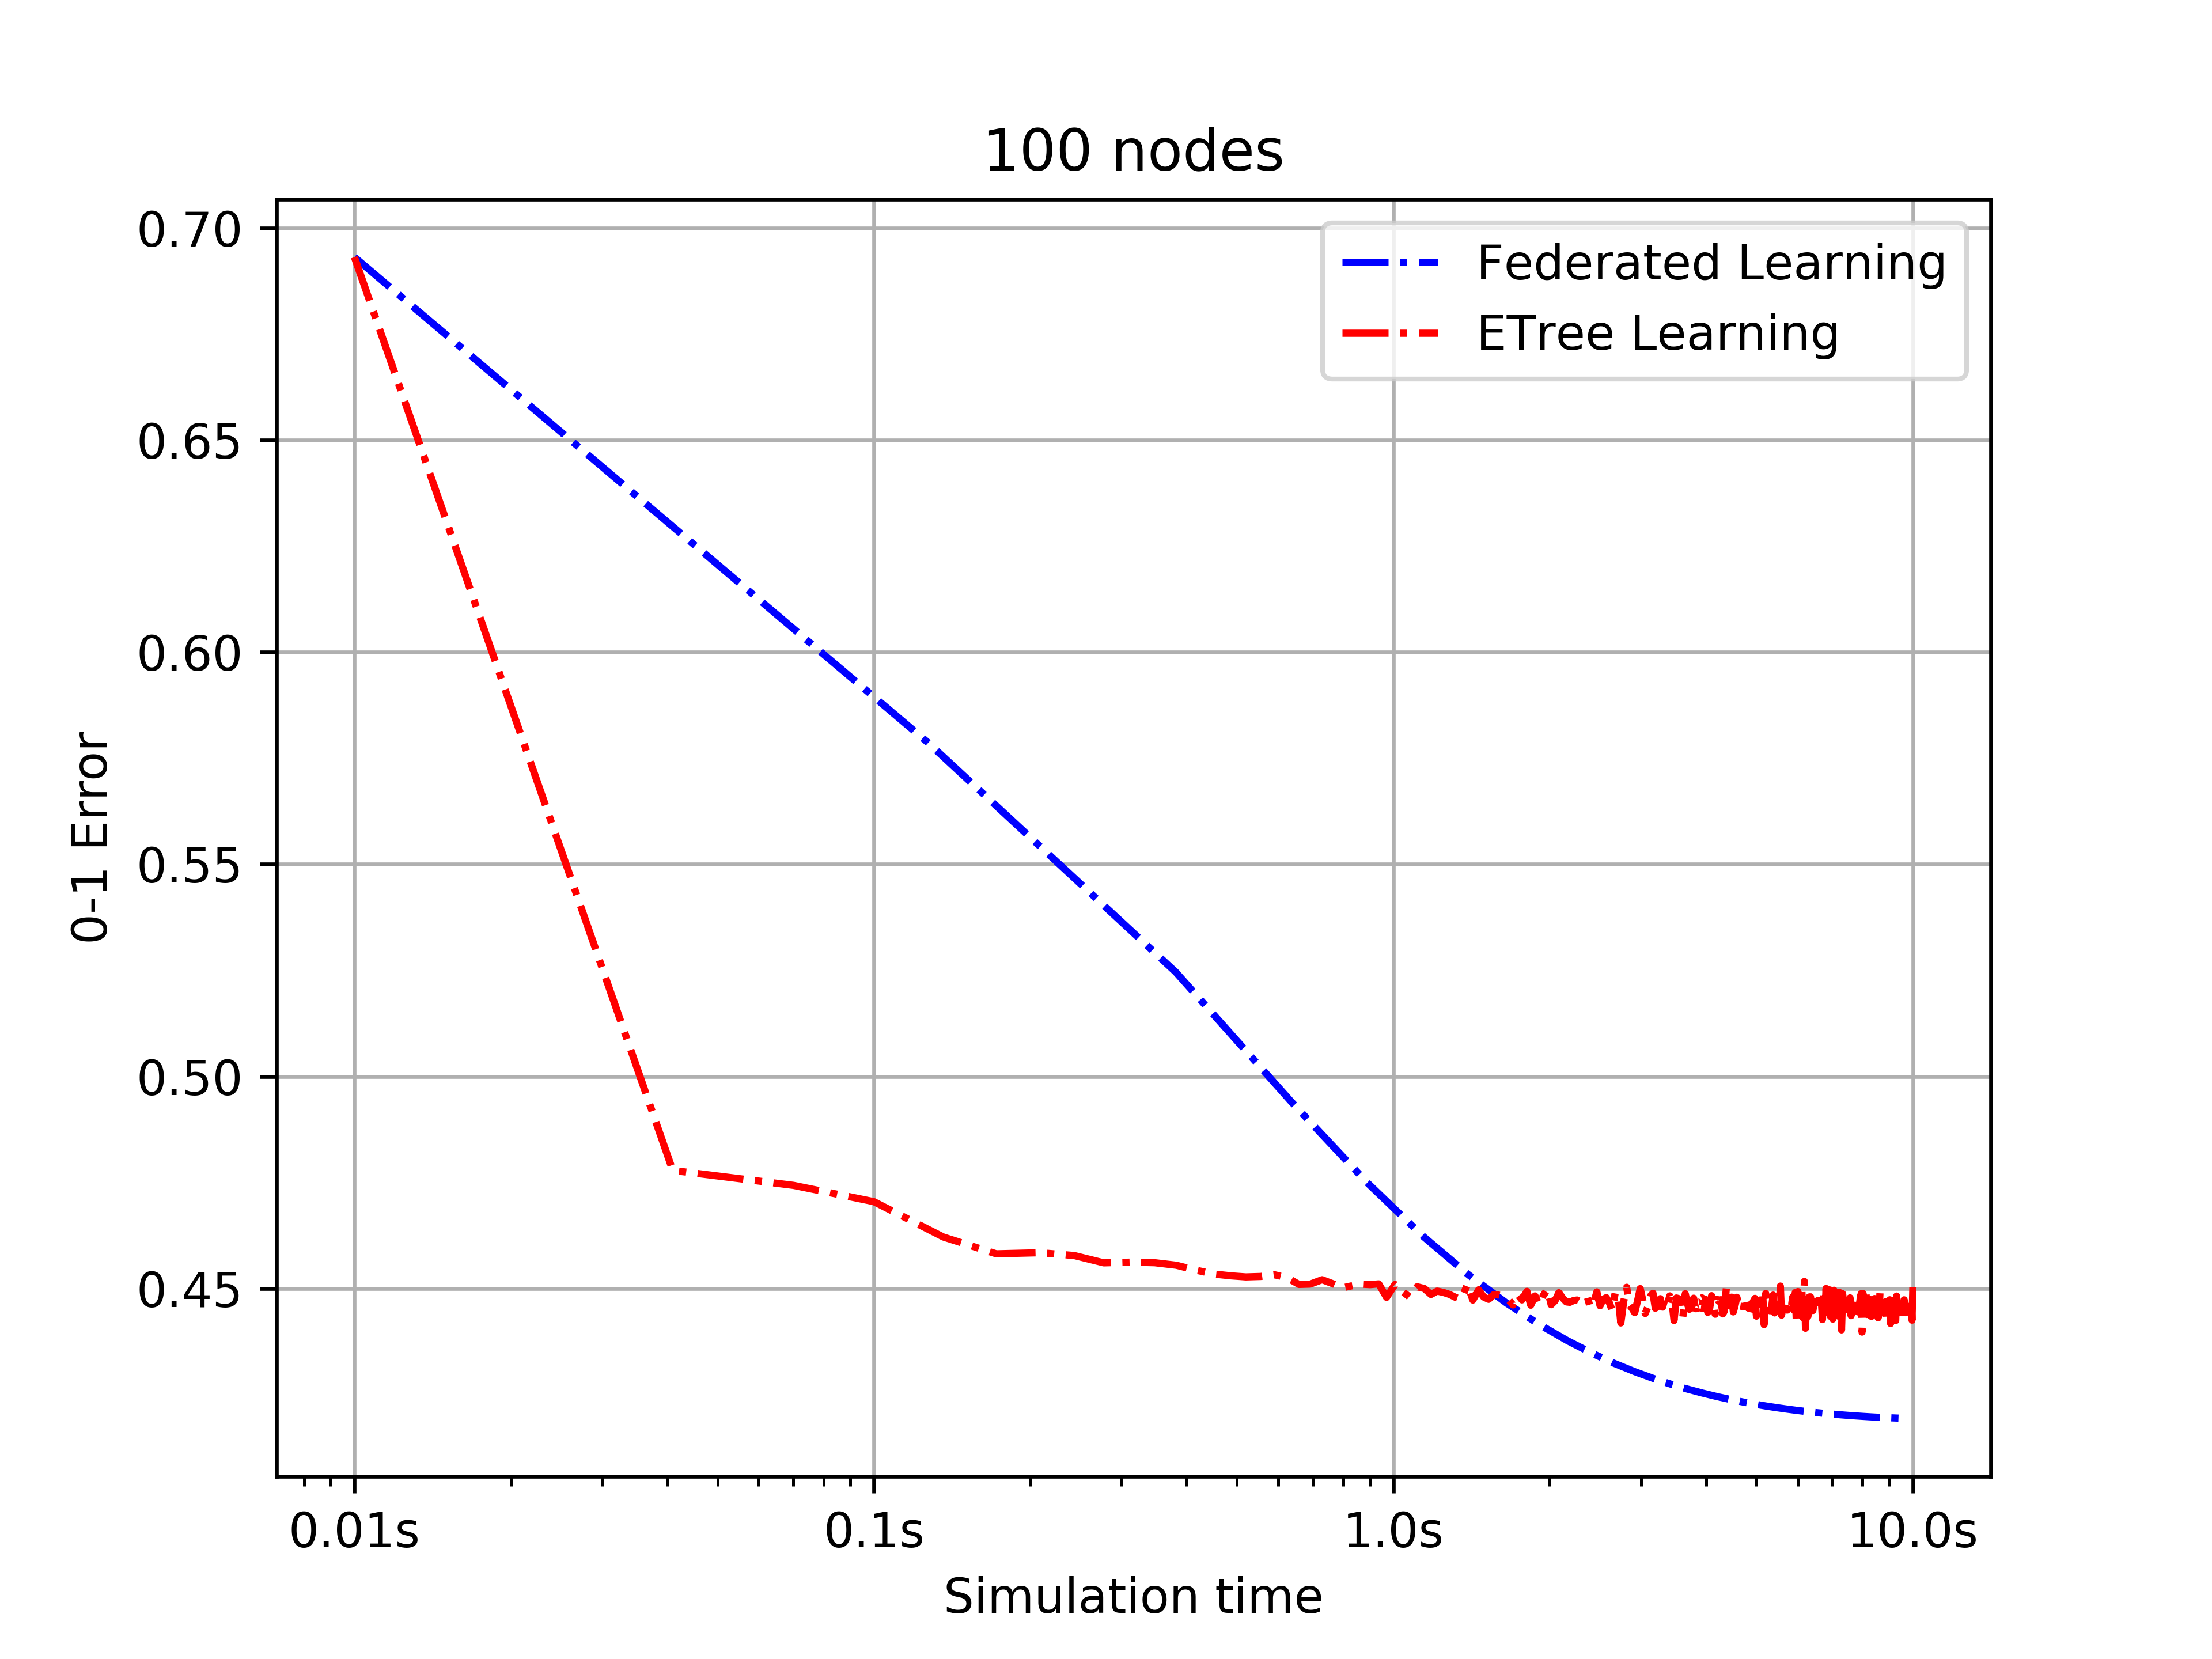 100 nodes
Federated Learning
ETree Learning
0-1 Error
0.70
0.65
0.60
0.55
0.50
0.45
0.01s 0.1s 1.0s 10.0s
Simulation time